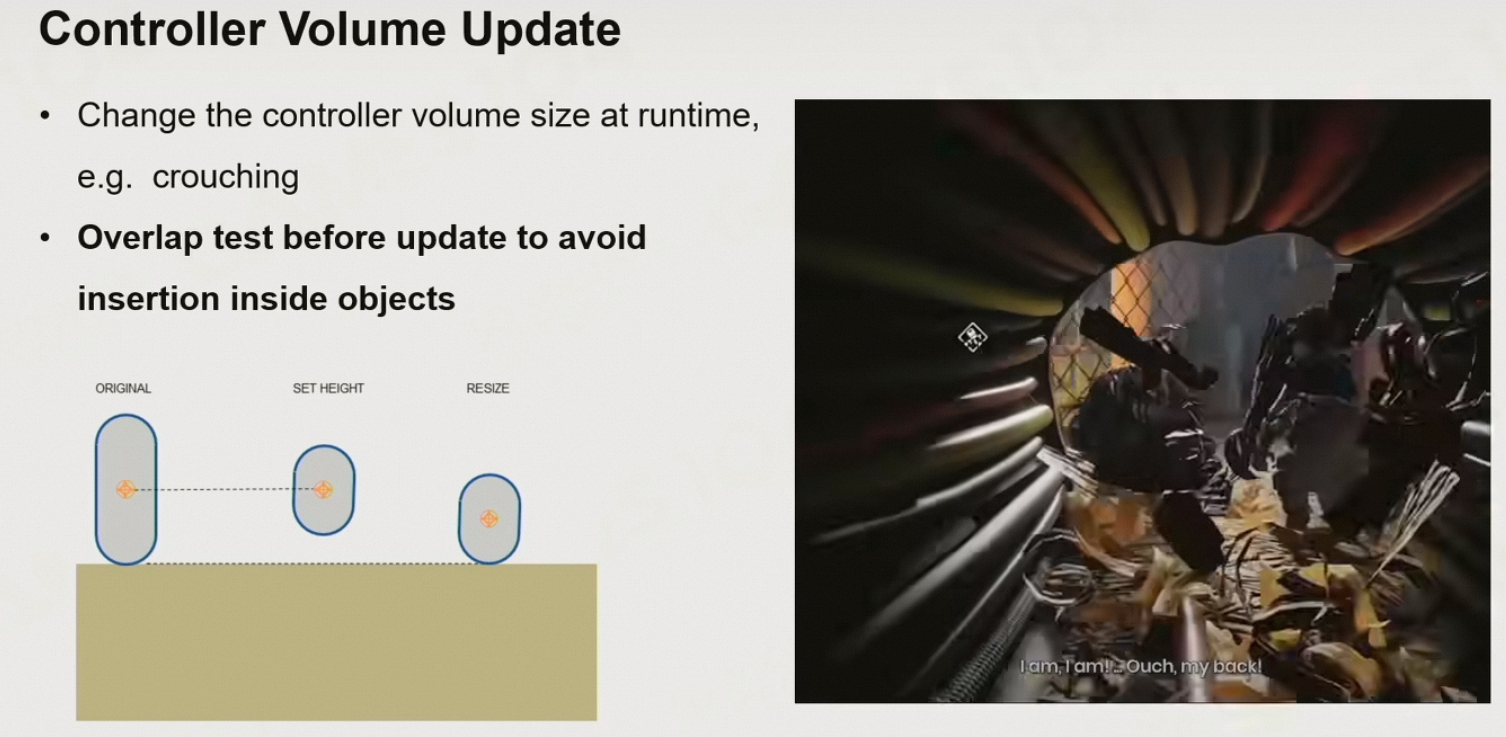 Controller Volume Update
• Change the controller volume size at runtime,
e.g. crouching
• Overlap test before update to avoid
insertion inside objects
ORIGINAL
SET HEIGHT
RESIZE
I am, I am!... Ouch, my back!